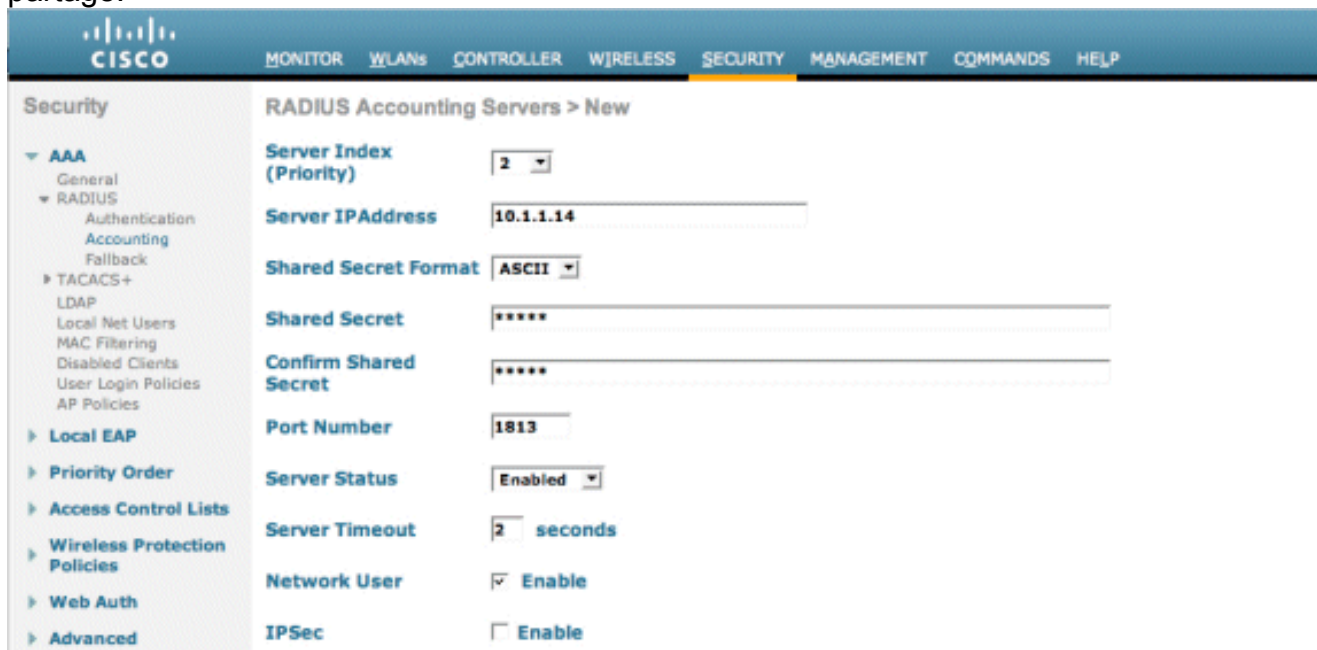 partagé.
CISCO
MONITOR WLANs CONTROLLER WIRELESS SECURITY MANAGEMENT COMMANDS HELP
Security
AAA
General
RADIUS
Authentication
Accounting
Fallback
TACACS+
LDAP
Local Net Users
MAC Filtering
Disabled Clients
User Login Policies
AP Policies
Local EAP
Priority Order
Access Control Lists
Wireless Protection
Policies
Web Auth
Advanced
RADIUS Accounting Servers > New
Server Index
(Priority) 2
Server IPAddress 10.1.1.14
Shared Secret Format ASCII
Shared Secret *****
Confirm Shared
Secret *****
Port Number 1813
Server Status Enabled
Server Timeout 2 seconds
Network User Enable
IPSec Enable